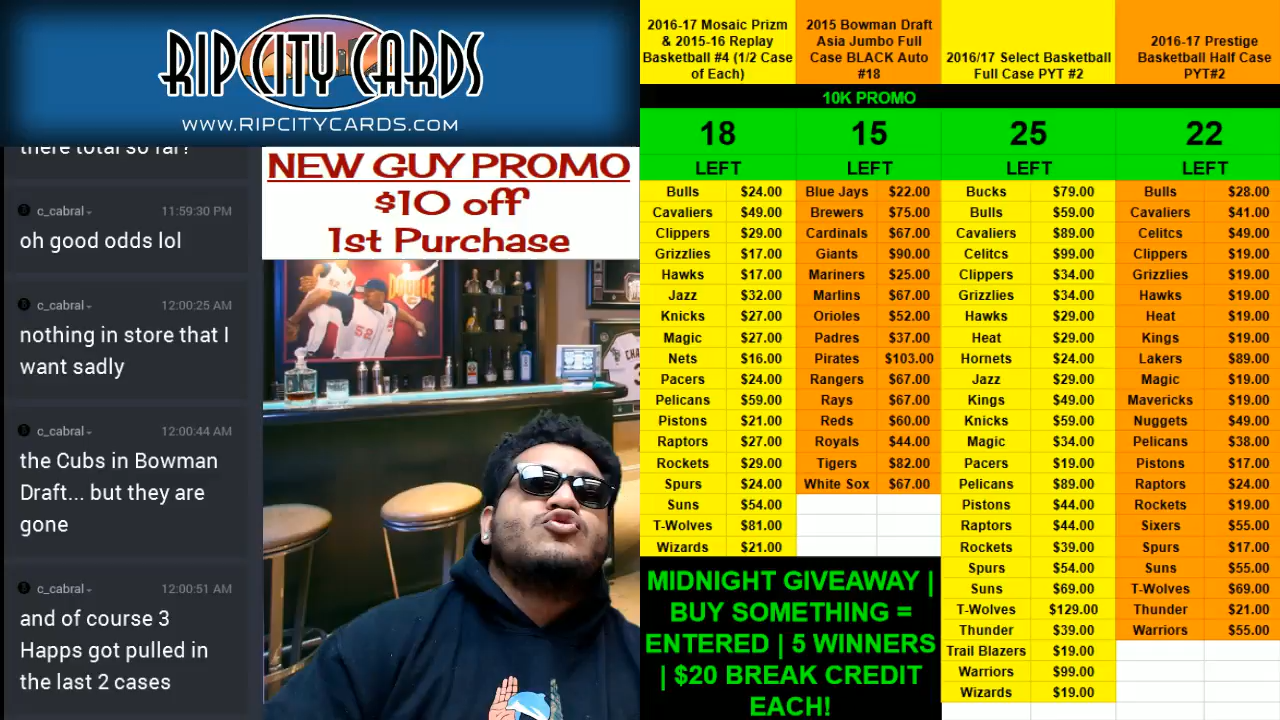 RIP CITY CARDS
WWW.RIPCITYCARDS.COM
there total so far?
c_cabral 11:59:30 PM
oh good odds lol
c_cabral 12:00:25 AM
nothing in store that I
want sadly
c_cabral 12:00:44 AM
the Cubs in Bowman
Draft... but they are
gone
c_cabral 12:00:51 AM
and of course 3
Happs got pulled in
the last 2 cases
NEW GUY PROMO
$10 off
1st Purchase
DOUBLE
52
CHA
3
2016-17 Mosaic Prizm
& 2015-16 Replay
Basketball #4 (1/2 Case
of Each)
2015 Bowman Draft
Asia Jumbo Full
Case BLACK Auto
#18
2016/17 Select Basketball
Full Case PYT #2
2016-17 Prestige
Basketball Half Case
PYT#2
10K PROMO
18 15 25 22
LEFT LEFT LEFT LEFT
Bulls $24.00 Blue Jays $22.00 Bucks $79.00 Bulls $28.00
Cavaliers $49.00 Brewers $75.00 Bulls $59.00 Cavaliers $41.00
Clippers $29.00 Cardinals $67.00 Cavaliers $89.00 Celitcs $49.00
Grizzlies $17.00 Giants $90.00 Celitcs $99.00 Clippers $19.00
Hawks $17.00 Mariners $25.00 Clippers $34.00 Grizzlies $19.00
Jazz $32.00 Marlins $67.00 Grizzlies $34.00 Hawks $19.00
Knicks $27.00 Orioles $52.00 Hawks $29.00 Heat $19.00
Magic $27.00 Padres $37.00 Heat $29.00 Kings $19.00
Nets $16.00 Pirates $103.00 Hornets $24.00 Lakers $89.00
Pacers $24.00 Rangers $67.00 Jazz $29.00 Magic $19.00
Pelicans $59.00 Rays $67.00 Kings $49.00 Mavericks $19.00
Pistons $21.00 Reds $60.00 Knicks $59.00 Nuggets $49.00
Raptors $27.00 Royals $44.00 Magic $34.00 Pelicans $38.00
Rockets $29.00 Tigers $82.00 Pacers $19.00 Pistons $17.00
Spurs $24.00 White Sox $67.00 Pelicans $89.00 Raptors $24.00
Suns $54.00 Pistons $44.00 Rockets $19.00
T-Wolves $81.00 Raptors $44.00 Sixers $55.00
Wizards $21.00 Rockets $39.00 Spurs $17.00
Spurs $54.00 Suns $55.00
Suns $69.00 T-Wolves $69.00
T-Wolves $129.00 Thunder $21.00
Thunder $39.00 Warriors $55.00
Trail Blazers $19.00
Warriors $99.00
Wizards $19.00
MIDNIGHT GIVEAWAY |
BUY SOMETHING =
ENTERED | 5 WINNERS
| $20 BREAK CREDIT
EACH!